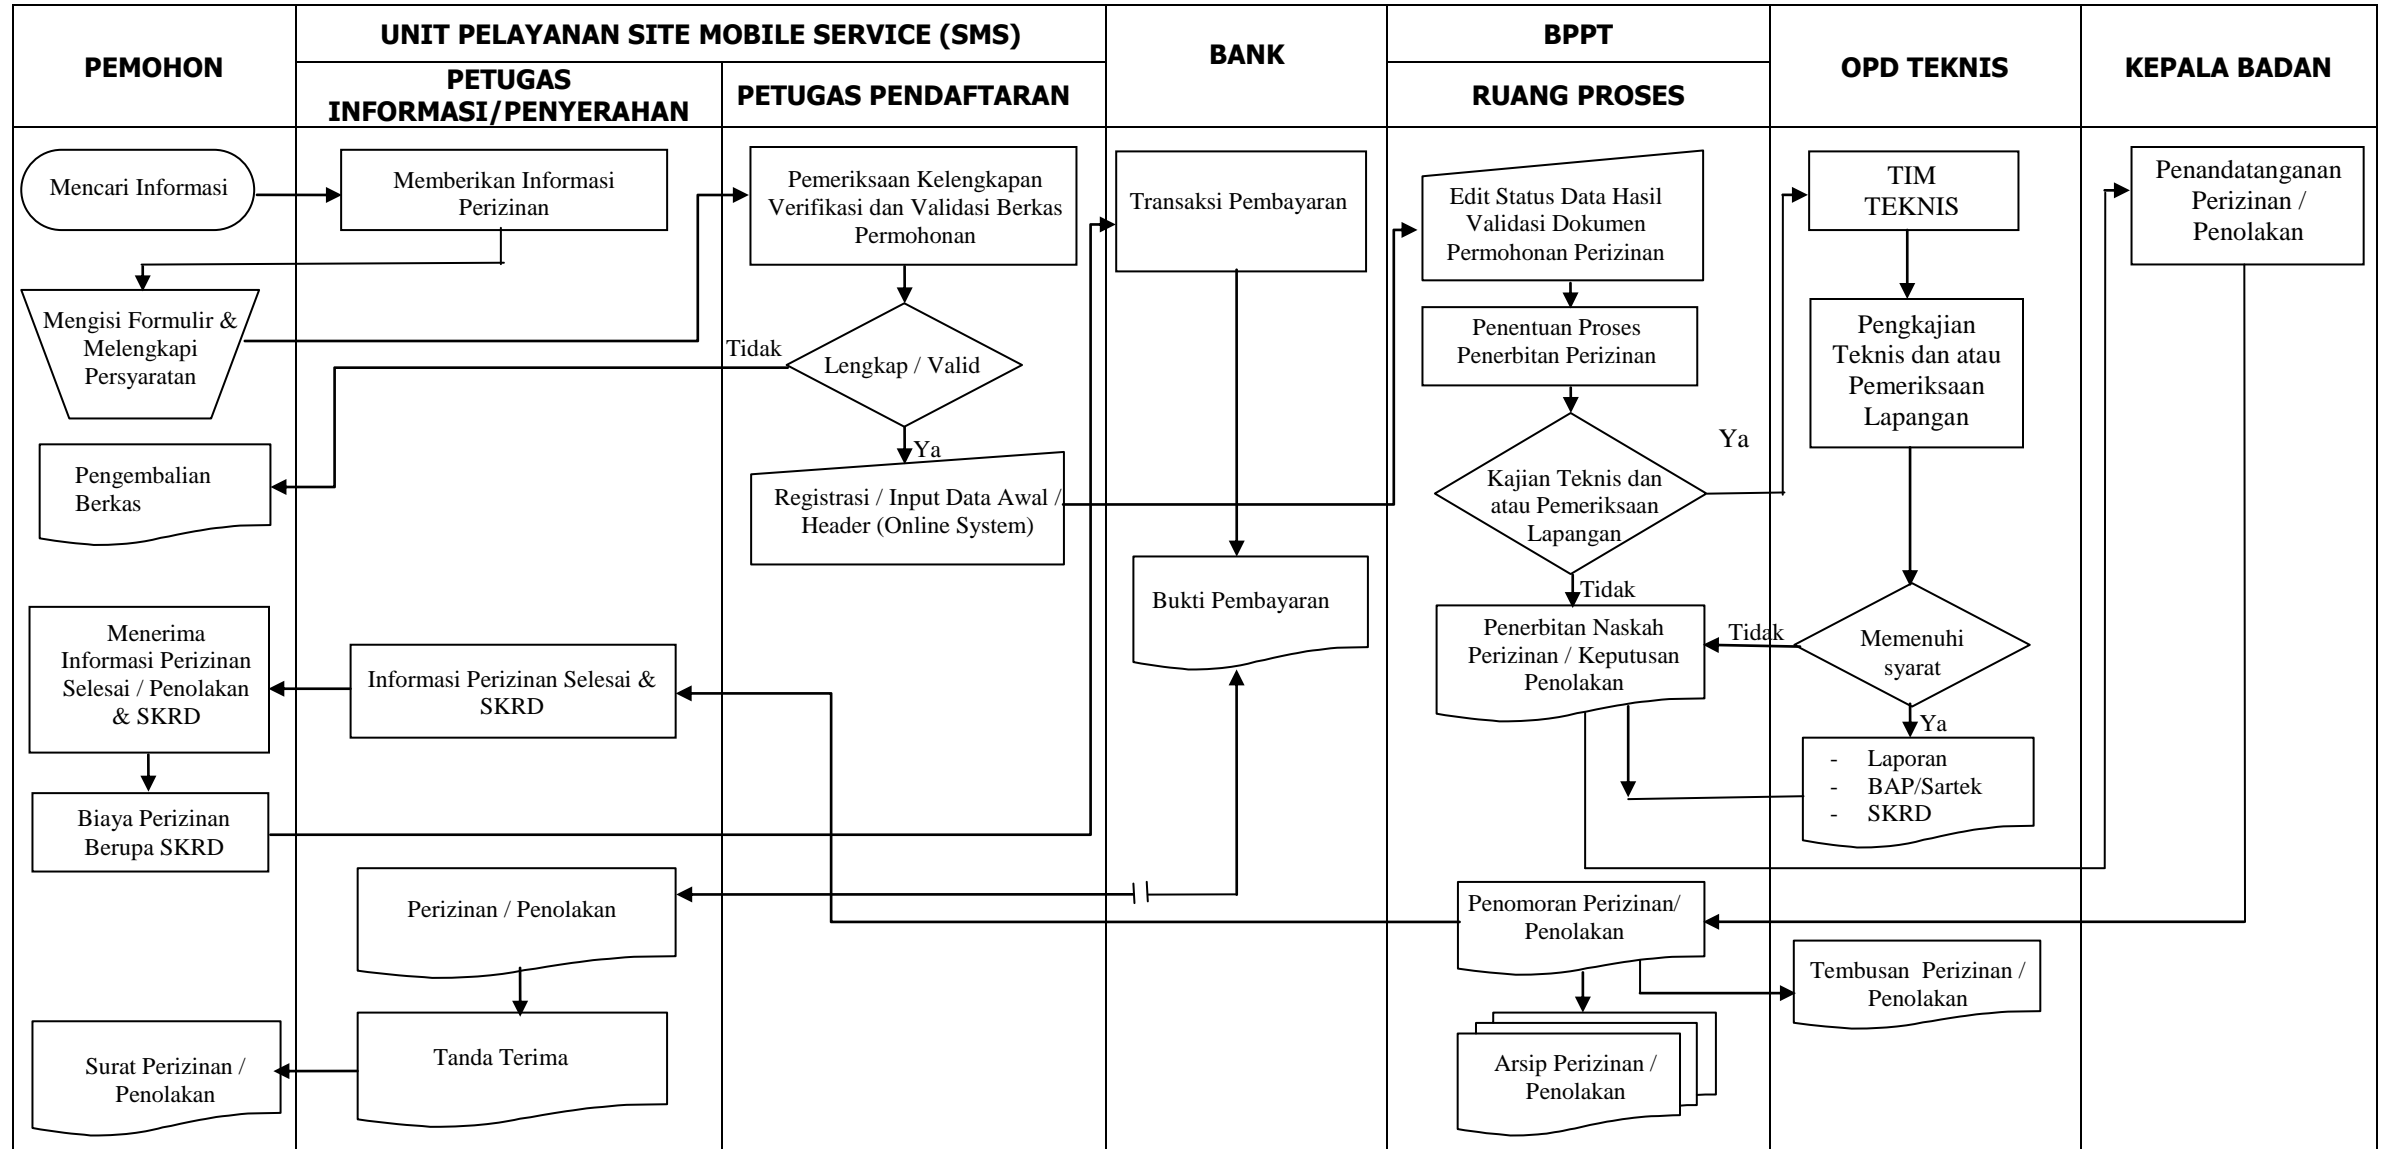 PEMOHON
UNIT PELAYANAN SITE MOBILE SERVICE (SMS)
PETUGAS
INFORMASI/PENYERAHAN
PETUGAS PENDAFTARAN
BANK
BPPT
RUANG PROSES
OPD TEKNIS
KEPALA BADAN
Mencari Informasi
Memberikan Informasi
Perizinan
Pemeriksaan Kelengkapan
Verifikasi dan Validasi Berkas
Permohonan
Transaksi Pembayaran
Edit Status Data Hasil
Validasi Dokumen
Permohonan Perizinan
TIM
TEKNIS
Penandatanganan
Perizinan /
Penolakan
Mengisi Formulir &
Melengkapi
Persyaratan
Tidak
Lengkap / Valid
Ya
Penentuan Proses
Penerbitan Perizinan
Pengkajian
Teknis dan atau
Pemeriksaan
Lapangan
Pengembalian
Berkas
Registrasi / Input Data Awal /
Header (Online System)
Kajian Teknis dan
atau Pemeriksaan
Lapangan
Ya
Tidak
Bukti Pembayaran
Menerima
Informasi Perizinan
Selesai / Penolakan
& SKRD
Informasi Perizinan Selesai &
SKRD
Penerbitan Naskah
Perizinan / Keputusan
Penolakan
Tidak
Memenuhi
syarat
Ya
- Laporan
- BAP/Sartek
- SKRD
Biaya Perizinan
Berupa SKRD
Perizinan / Penolakan
Penomoran Perizinan/
Penolakan
Tembusan Perizinan /
Penolakan
Surat Perizinan /
Penolakan
Tanda Terima
Arsip Perizinan /
Penolakan